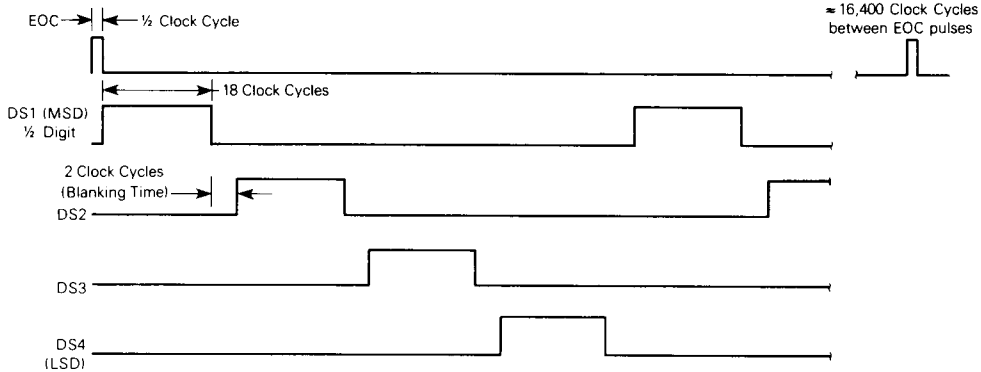 EOC
½ Clock Cycle
≈ 16,400 Clock Cycles
between EOC pulses
18 Clock Cycles
DS1 (MSD)
½ Digit
2 Clock Cycles
(Blanking Time)
DS2
DS3
DS4
(LSD)